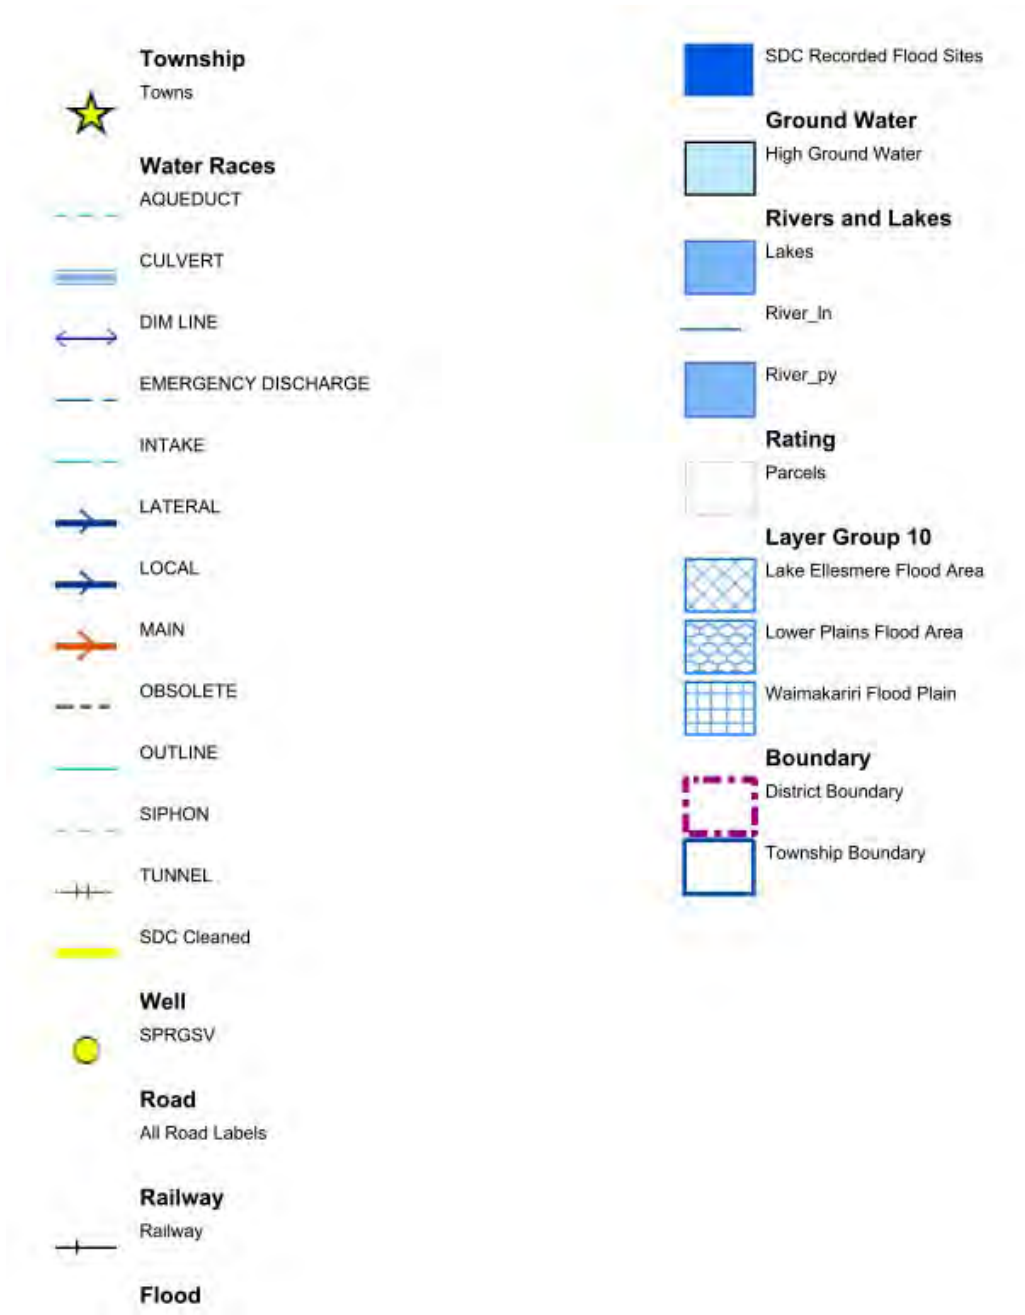 Township
Towns
Water Races
AQUEDUCT
CULVERT
DIM LINE
EMERGENCY DISCHARGE
INTAKE
LATERAL
LOCAL
MAIN
OBSOLETE
OUTLINE
SIPHON
TUNNEL
SDC Cleaned
Well
SPRGSV
Road
All Road Labels
Railway
Railway
Flood
SDC Recorded Flood Sites
Ground Water
High Ground Water
Rivers and Lakes
Lakes
River_ln
River_py
Rating
Parcels
Layer Group 10
Lake Ellesmere Flood Area
Lower Plains Flood Area
Waimakariri Flood Plain
Boundary
District Boundary
Township Boundary